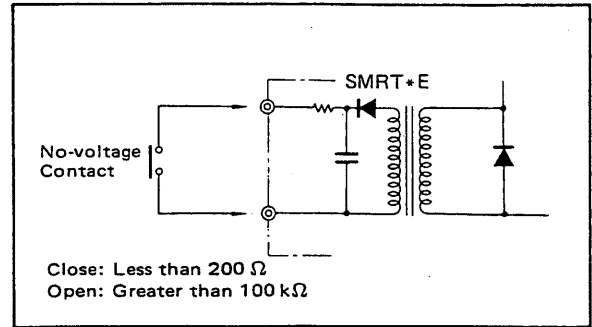 SMRT*E
No-voltage
Contact
Close: Less than 200 Ω
Open: Greater than 100 kΩ